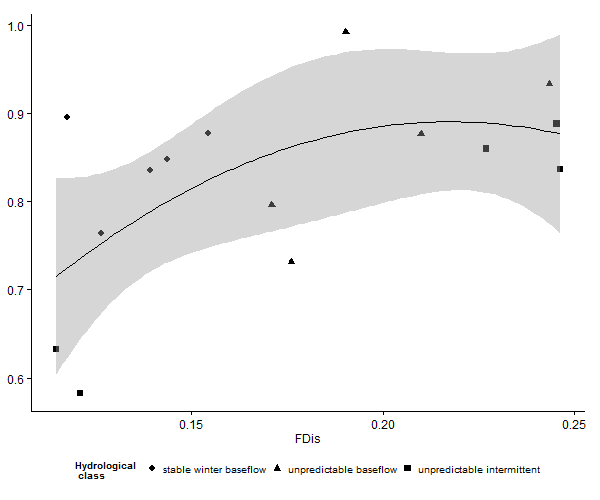 1.0
0.9
0.8
0.7
0.6
0.15 0.20 0.25
FDis
Hydrological class stable winter baseflow unpredictable baseflow unpredictable intermittent